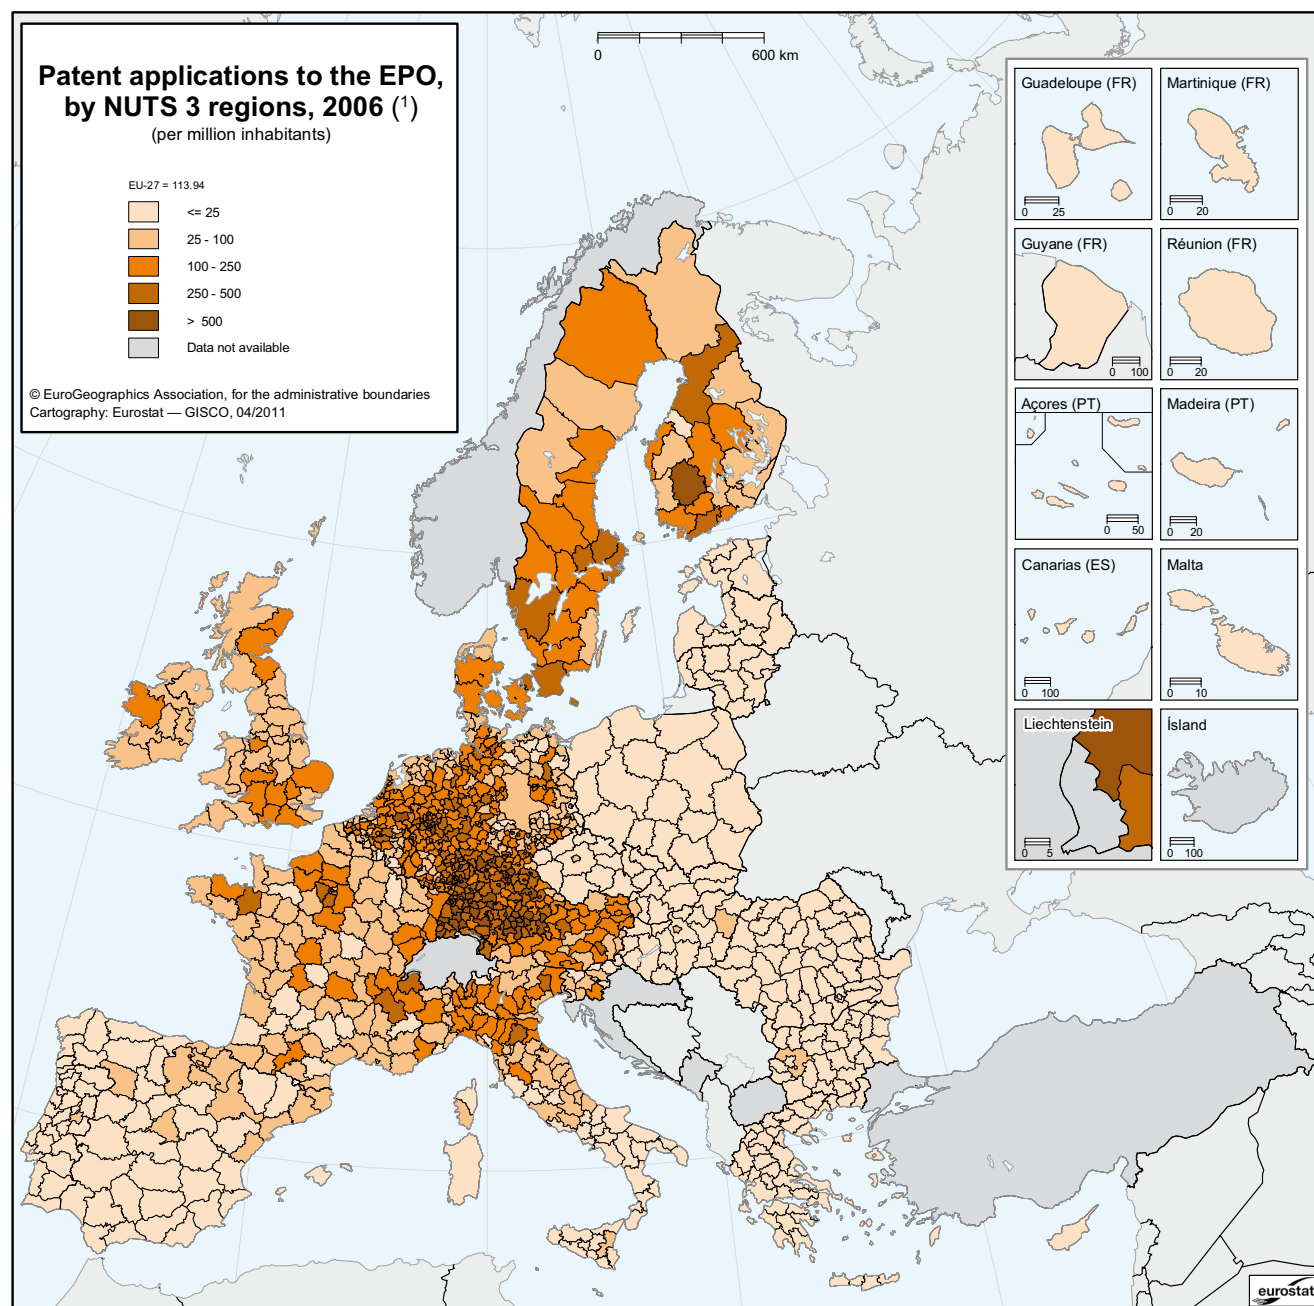 Patent applications to the EPO,
by NUTS 3 regions, 2006 (¹)
(per million inhabitants)
EU-27 = 113.94
<= 25
25 - 100
100 - 250
250 - 500
> 500
Data not available
© EuroGeographics Association, for the administrative boundaries
Cartography: Eurostat — GISCO, 04/2011
0 600 km
Guadeloupe (FR)
0 25
Martinique (FR)
0 20
Guyane (FR)
0 100
Réunion (FR)
0 20
Açores (PT)
0 50
Madeira (PT)
0 20
Canarias (ES)
0 100
Malta
0 10
Liechtenstein
0 5
Ísland
0 100
eurostat